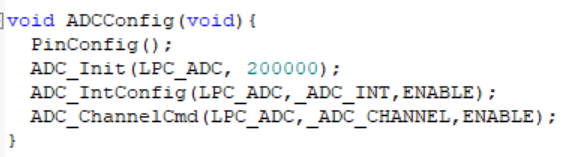 void ADCConfig(void){
PinConfig();
ADC_Init(LPC_ADC, 200000);
ADC_IntConfig(LPC_ADC,_ADC_INT,ENABLE);
ADC_ChannelCmd(LPC_ADC,_ADC_CHANNEL,ENABLE);
}